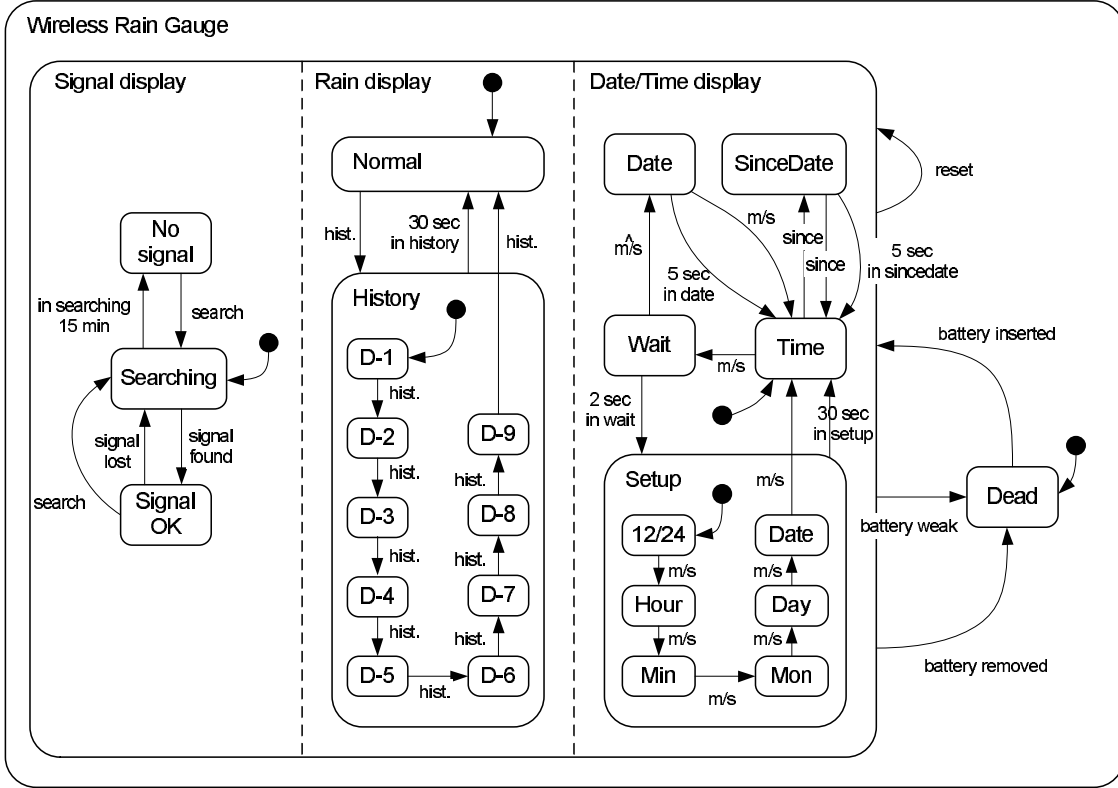 Wireless Rain Gauge
Signal display
No
signal
in searching
15 min
search
Searching
signal
lost
signal
found
search
Signal
OK
Rain display
Normal
hist.
30 sec
in history
hist.
History
D-1
hist.
D-2
hist.
D-3
hist.
D-4
hist.
D-5
hist.
D-6
hist.
D-7
hist.
D-8
hist.
D-9
Date/Time display
Date
SinceDate
m/s
m^/s
since
since
5 sec
in date
5 sec
in sincedate
Wait
m/s
Time
2 sec
in wait
30 sec
in setup
Setup
m/s
12/24
m/s
Hour
m/s
Min
m/s
Mon
m/s
Day
m/s
Date
reset
battery inserted
Dead
battery weak
battery removed